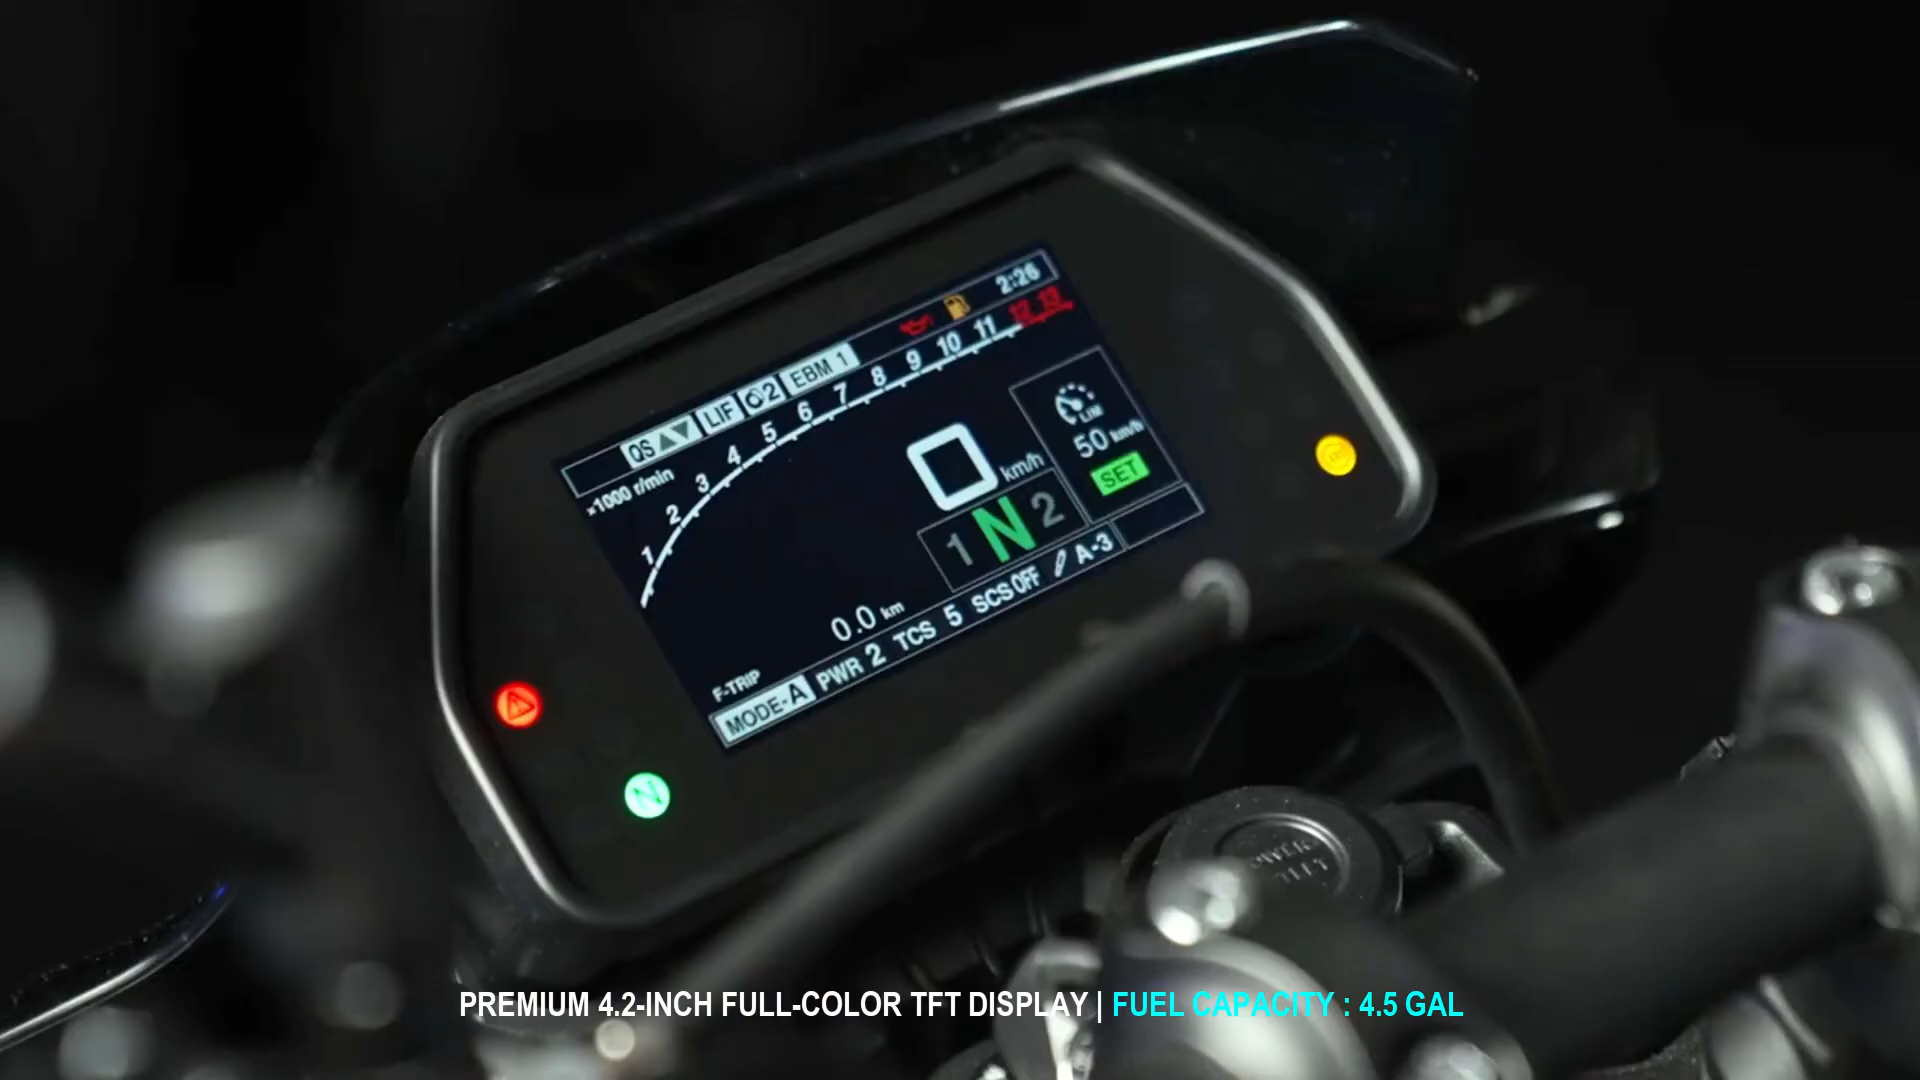 2:26
QS LIF 2 EBM 1
×1000 r/min
1 2 3 4 5 6 7 8 9 10 11 12 13
LIM
50 km/h
SET
0 km/h
1 N 2
0.0 km
F-TRIP
MODE-A PWR 2 TCS 5 SCS OFF A-3
N
PREMIUM 4.2-INCH FULL-COLOR TFT DISPLAY | FUEL CAPACITY : 4.5 GAL